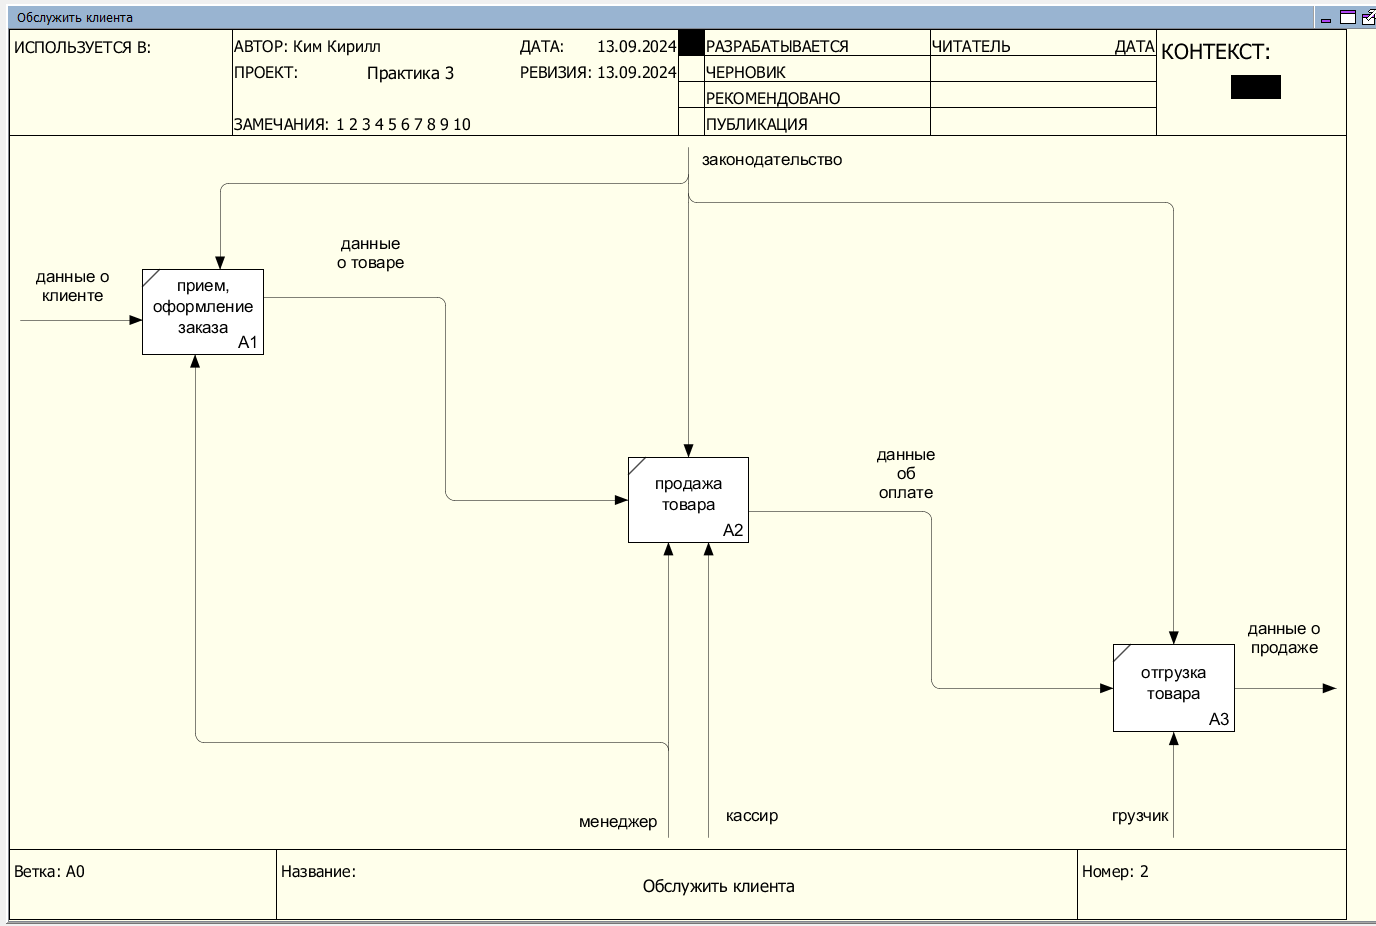 Обслужить клиента
ИСПОЛЬЗУЕТСЯ В:
АВТОР: Ким Кирилл
ДАТА: 13.09.2024
ПРОЕКТ: Практика 3
РЕВИЗИЯ: 13.09.2024
ЗАМЕЧАНИЯ: 1 2 3 4 5 6 7 8 9 10
РАЗРАБАТЫВАЕТСЯ
ЧЕРНОВИК
РЕКОМЕНДОВАНО
ПУБЛИКАЦИЯ
ЧИТАТЕЛЬ
ДАТА
КОНТЕКСТ:
законодательство
данные о
клиенте
прием,
оформление
заказа
A1
данные
о товаре
продажа
товара
A2
данные
об
оплате
отгрузка
товара
A3
данные о
продаже
менеджер
кассир
грузчик
Ветка: A0
Название:
Обслужить клиента
Номер: 2